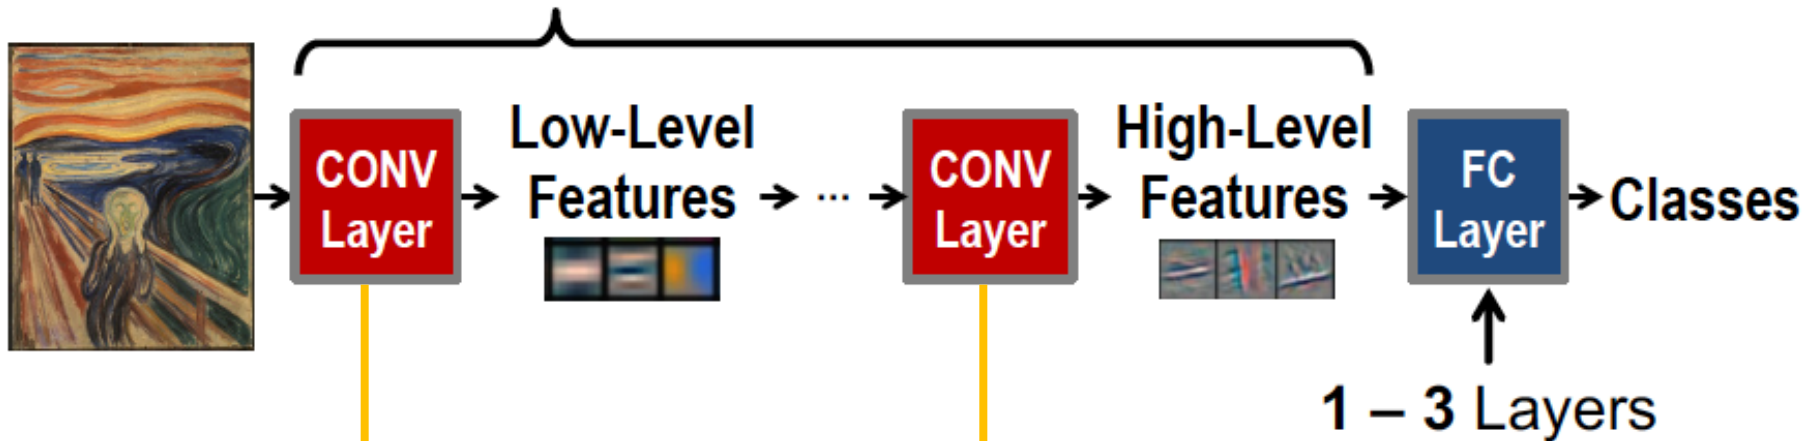 CONV
Layer
Low-Level
Features
...
CONV
Layer
High-Level
Features
FC
Layer
Classes
1 – 3 Layers